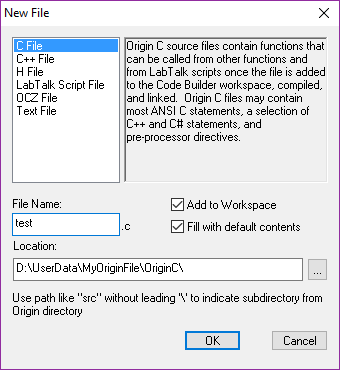 New File
C File
C++ File
H File
LabTalk Script File
OCZ File
Text File
Origin C source files contain functions that
can be called from other functions and
from LabTalk scripts once the file is added
to the Code Builder workspace, compiled,
and linked.  Origin C files may contain
most ANSI C statements, a selection of
C++ and C# statements, and
pre-processor directives.
File Name:
test
.c
Add to Workspace
Fill with default contents
Location:
D:\UserData\MyOriginFile\OriginC\
...
Use path like "src" without leading '\' to indicate subdirectory from
Origin directory
OK
Cancel